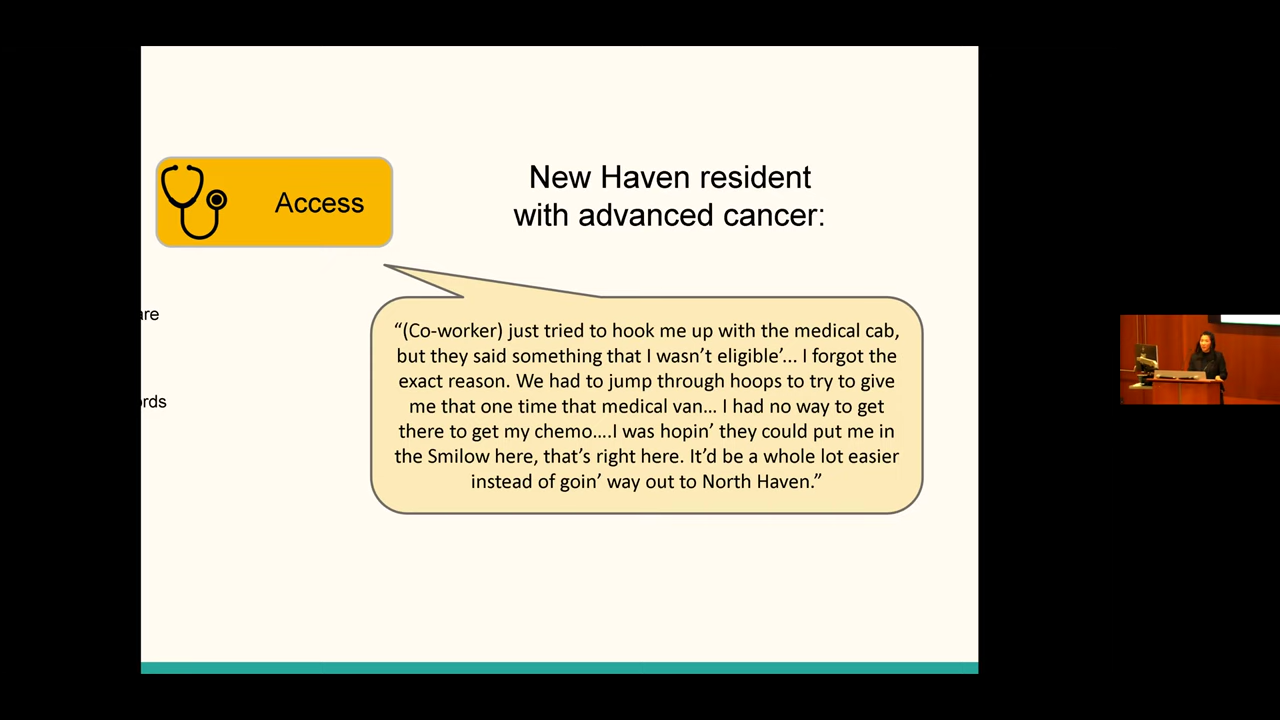 New Haven resident
with advanced cancer:
Access
“(Co-worker) just tried to hook me up with the medical cab,
but they said something that I wasn’t eligible’... I forgot the
exact reason. We had to jump through hoops to try to give
me that one time that medical van… I had no way to get
there to get my chemo….I was hopin’ they could put me in
the Smilow here, that’s right here. It’d be a whole lot easier
instead of goin’ way out to North Haven.”